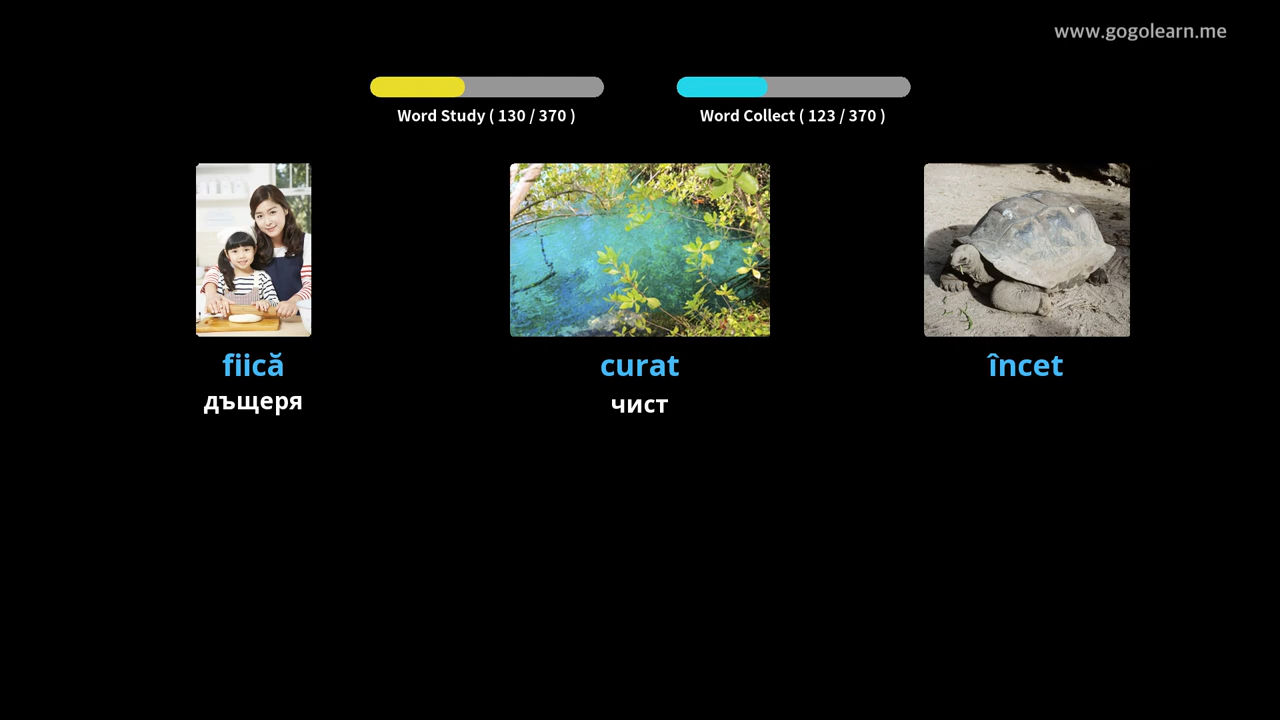 www.gogolearn.me
Word Study ( 130 / 370 )
Word Collect ( 123 / 370 )
fiică
curat
încet
дъщеря
чист